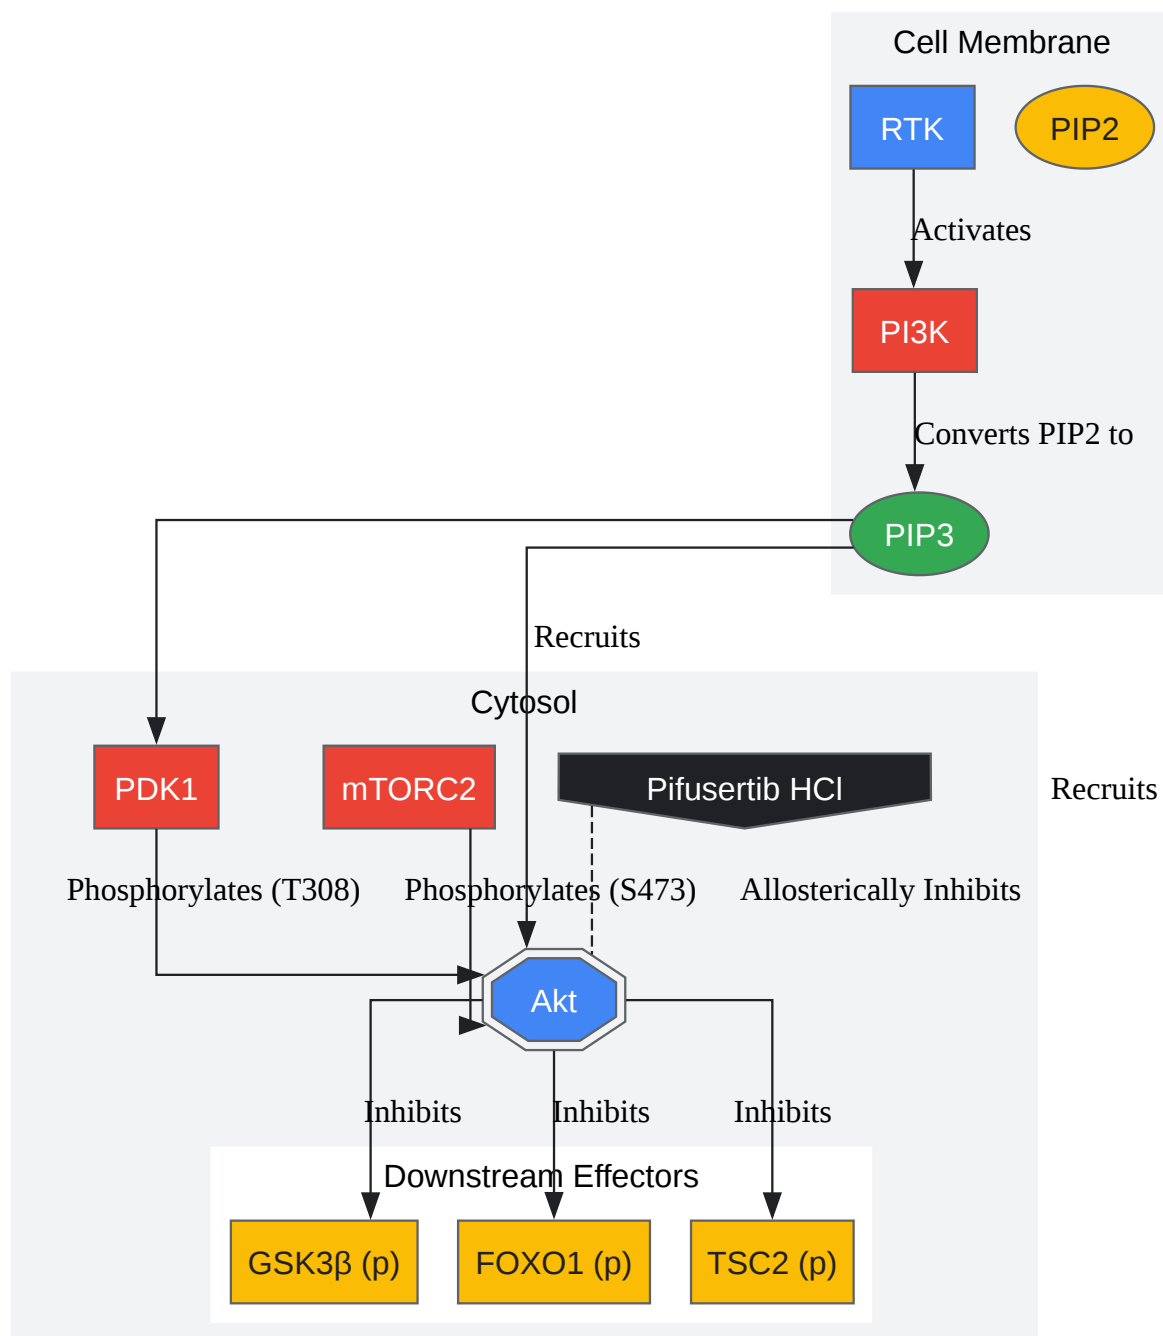 Cell Membrane
RTK
PIP2
Activates
PI3K
Converts PIP2 to
PIP3
Recruits
Cytosol
PDK1
mTORC2
Pifusertib HCl
Recruits
Phosphorylates (T308)
Phosphorylates (S473)
Allosterically Inhibits
Akt
Inhibits
Inhibits
Inhibits
Downstream Effectors
GSK3β (p)
FOXO1 (p)
TSC2 (p)